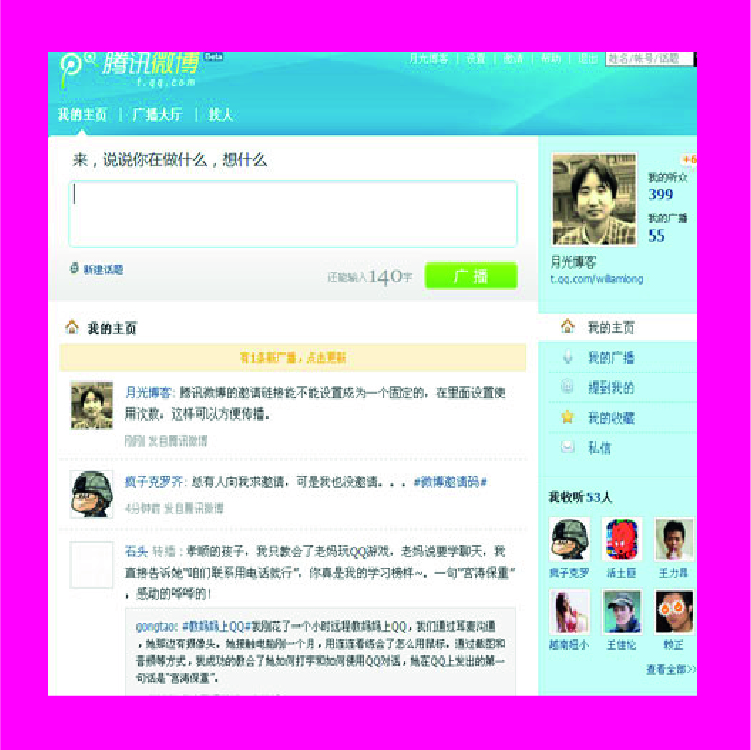 腾讯微博 Beta
t.qq.com
月光博客 | 设置 | 邀请 | 帮助 | 退出 姓名/帐号/话题
我的主页 | 广播大厅 | 找人
来，说说你在做什么，想什么
新建话题 还能输入140字 广 播
我的主页
有1条新广播，点击更新
月光博客: 腾讯微博的邀请链接能不能设置成为一个固定的，在里面设置使
用次数，这样可以方便传播。
刚刚 发自腾讯微博
疯子克罗齐: 总有人向我求邀请，可是我也没邀请。。。#微博邀请码#
4分钟前 发自腾讯微博
石头 转播: 孝顺的孩子，我只教会了老妈玩QQ游戏，老妈说要学聊天，我
直接告诉她"咱们联系用电话就行"，你真是我的学习榜样~，一句"宫涛保重"
，感动的哗哗的！
gongtao: #教妈妈上QQ#我刚花了一个小时远程教妈妈上QQ，我们通过耳麦沟通
，她那边有摄像头。她接触电脑刚一个月，用连连看练会了怎么用鼠标。通过截图和
音频等方式，我成功的教会了她如何打字和如何使用QQ对话，她在QQ上发出的第一
句话是"宫涛保重"。
+6
我的听众
399
我的广播
55
月光博客
t.qq.com/williamlong
我的主页
我的广播
提到我的
我的收藏
私信
我收听53人
疯子克罗 洁土巨 王力昌
越南妞小 王佳伦 赖正
查看全部>>